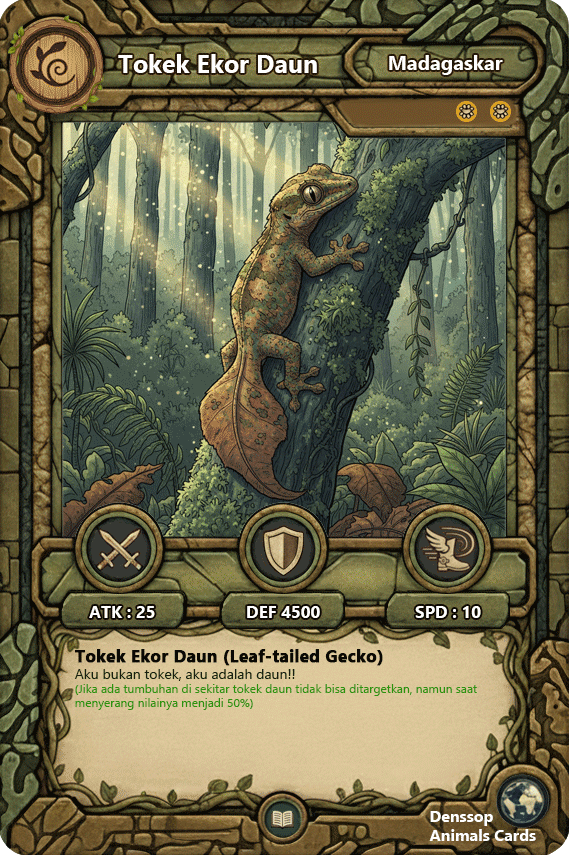 Tokek Ekor Daun
Madagaskar
ATK : 25
DEF 4500
SPD : 10
Tokek Ekor Daun (Leaf-tailed Gecko)
Aku bukan tokek, aku adalah daun!!
(Jika ada tumbuhan di sekitar tokek daun tidak bisa ditargetkan, namun saat
menyerang nilainya menjadi 50%)
Denssop
Animals Cards